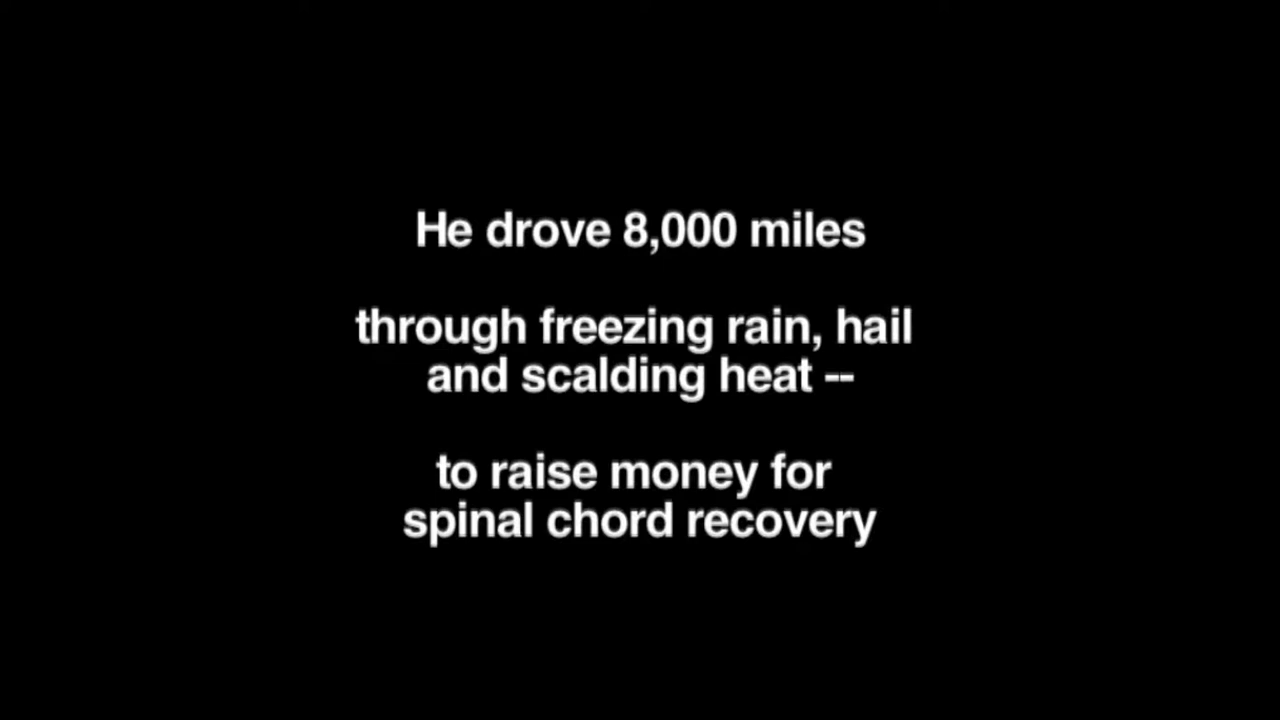 He drove 8,000 miles
through freezing rain, hail
and scalding heat --
to raise money for
spinal chord recovery